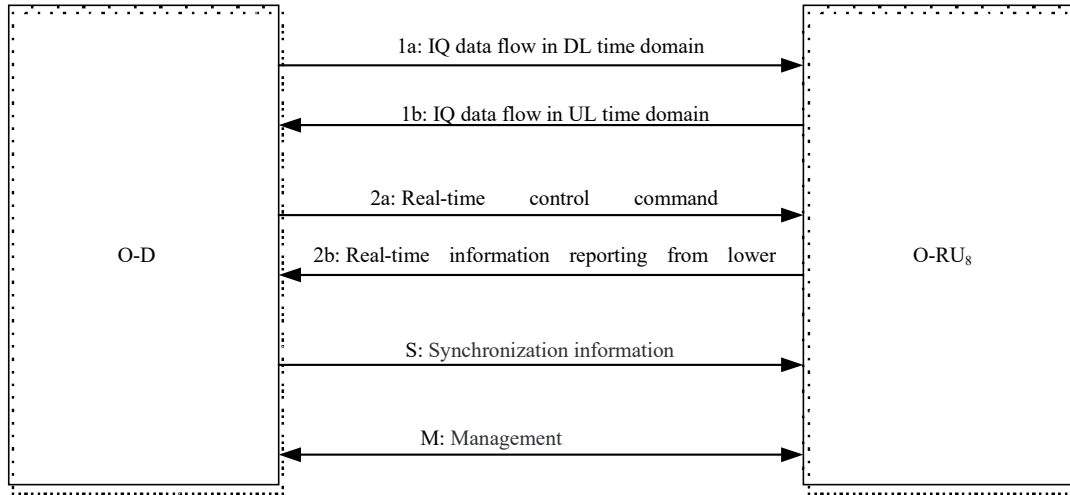 1a: IQ data flow in DL time domain
1b: IQ data flow in UL time domain
2a: Real-time control command
O-D
2b: Real-time information reporting from lower
O-RU₈
S: Synchronization information
M: Management